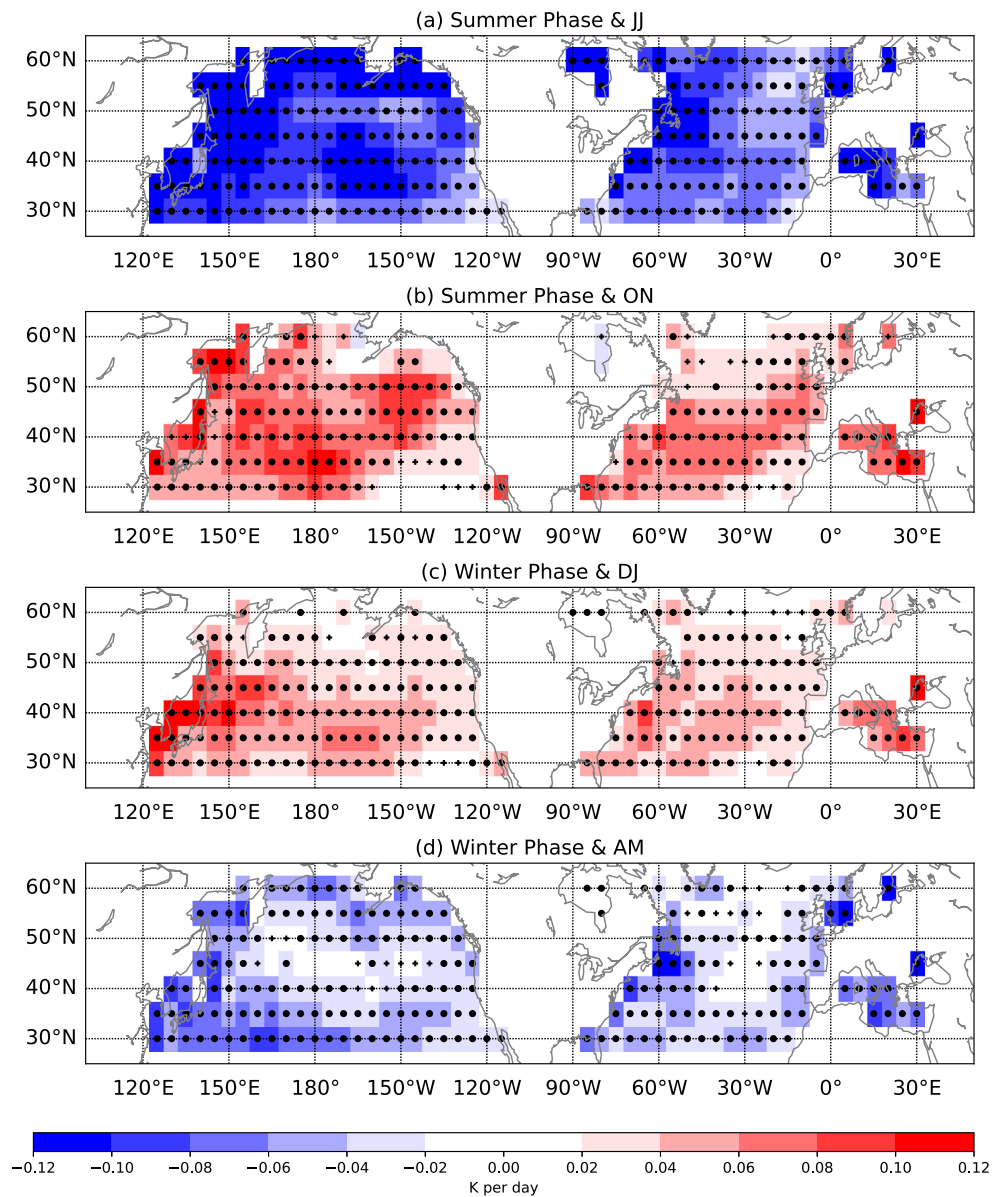 (a) Summer Phase & JJ
60°N
50°N
40°N
30°N
120°E 150°E 180° 150°W 120°W 90°W 60°W 30°W 0° 30°E
(b) Summer Phase & ON
60°N
50°N
40°N
30°N
120°E 150°E 180° 150°W 120°W 90°W 60°W 30°W 0° 30°E
(c) Winter Phase & DJ
60°N
50°N
40°N
30°N
120°E 150°E 180° 150°W 120°W 90°W 60°W 30°W 0° 30°E
(d) Winter Phase & AM
60°N
50°N
40°N
30°N
120°E 150°E 180° 150°W 120°W 90°W 60°W 30°W 0° 30°E
−0.12 −0.10 −0.08 −0.06 −0.04 −0.02 0.00 0.02 0.04 0.06 0.08 0.10 0.12
K per day